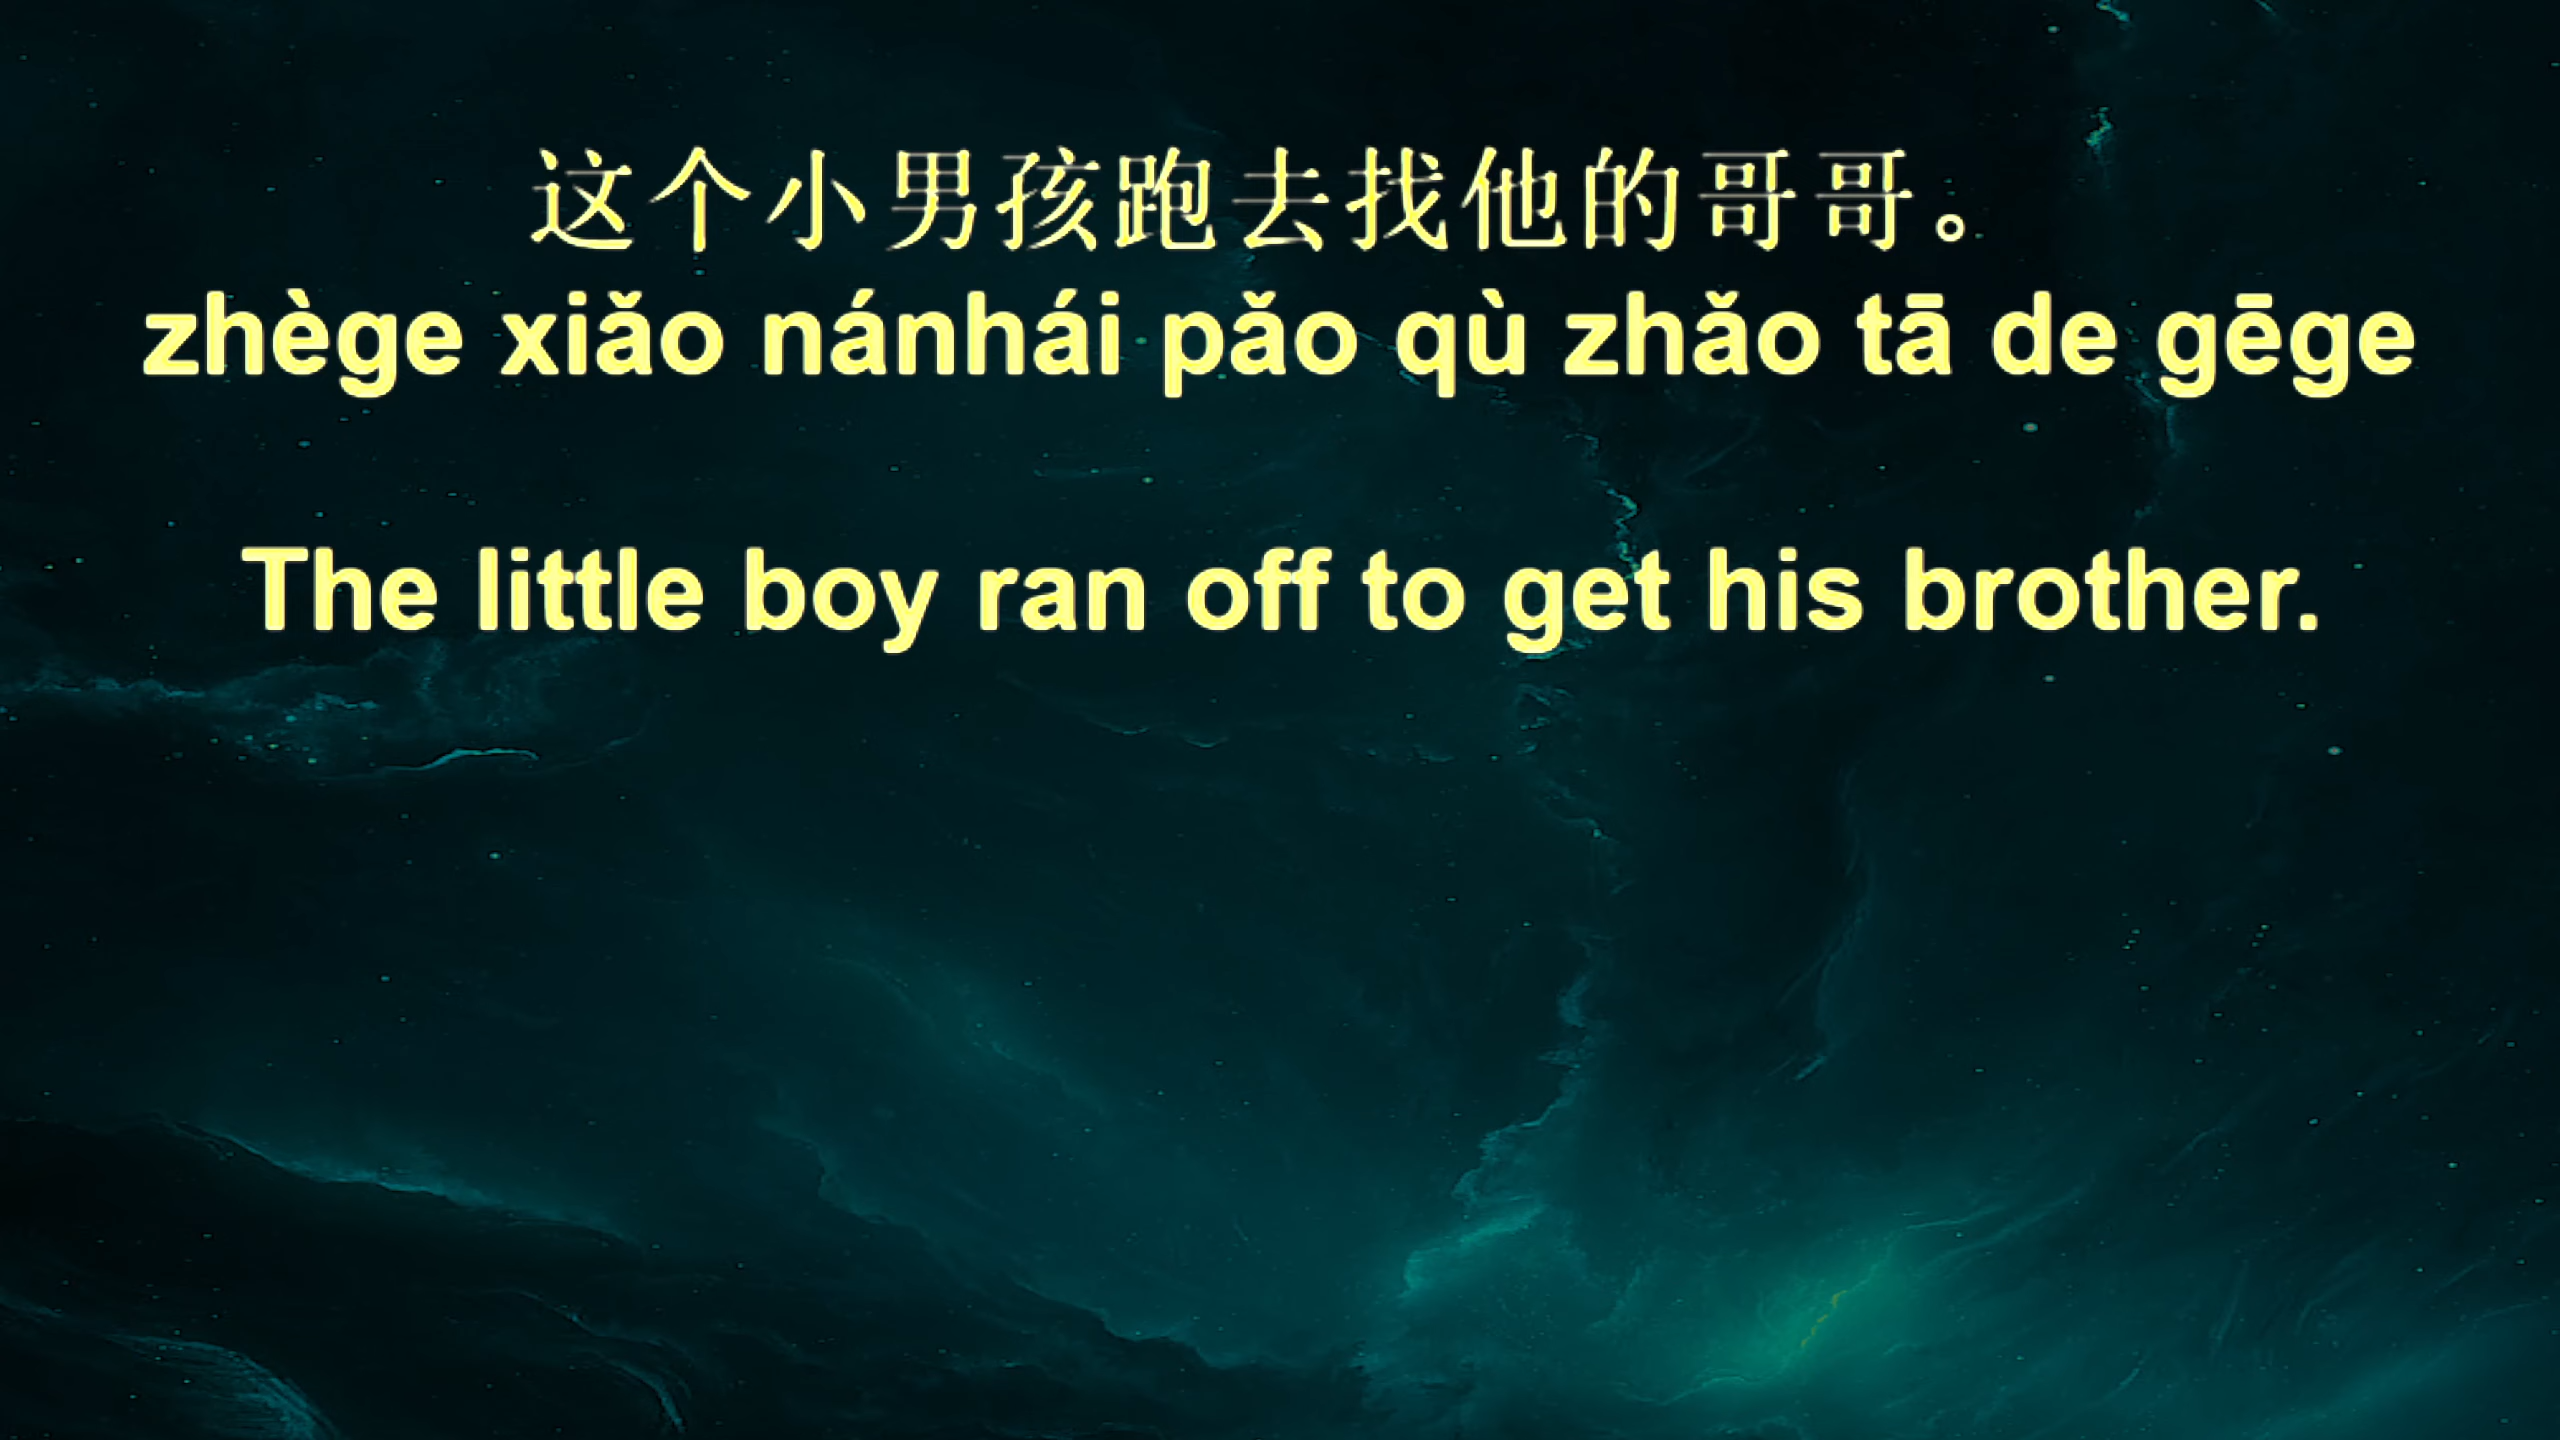 这个小男孩跑去找他的哥哥。
zhège xiǎo nánhái pǎo qù zhǎo tā de gēge
The little boy ran off to get his brother.